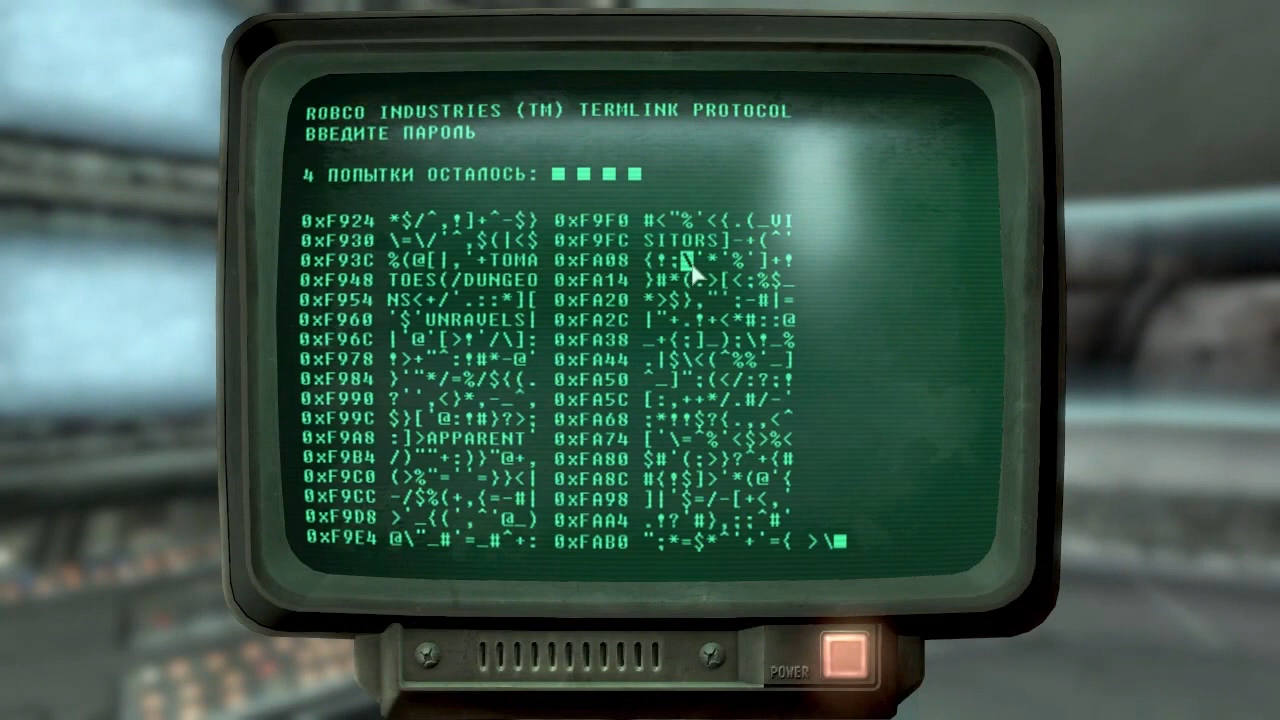 ROBCO INDUSTRIES (TM) TERMLINK PROTOCOL
ВВЕДИТЕ ПАРОЛЬ
4 ПОПЫТКИ ОСТАЛОСЬ: ■ ■ ■ ■
0xF924 *$/^,!]+^-$} 0xF9F0 #<"%'<{.(_VI
0xF930 \=\/'^,$(|<$ 0xF9FC SITORS]-+(^'
0xF93C %(@[|,'+TOMA 0xFA08 {!;\'*'%']+!
0xF948 TOES(/DUNGEO 0xFA14
0xF954 NS<+/'.::*][ 0xFA20 *>$},"";-#|=
0xF960 '$'UNRAVELS| 0xFA2C |"+.!+<*#::@
0xF96C |'@'[>!'/\]: 0xFA38 _+{;]_);\!_%
0xF978 !>+"^:!#*-@' 0xFA44 .|$\<(^%%'_]
0xF984 }'"*/=%/${(. 0xFA50 ^_]";(</:?;!
0xF990 ?'',<}*,-_^, 0xFA5C [:,++*/.#/-'
0xF99C $}['@:!#}?>; 0xFA68 ;*!!$?{.,,<^
0xF9A8 :]>APPARENT' 0xFA74 ['\=^%'<$>%<
0xF9B4 /)""+;)}"@+, 0xFA80 $#'(;>}?^+{#
0xF9C0 (>%"=''=}}<| 0xFA8C #{!$]>'*(@'{
0xF9CC -/$%(+,{=-#| 0xFA98 ]|'$=/-[+<,'
0xF9D8 >'_{(',^'@_) 0xFAA4 .!?'#},;;^#'
0xF9E4 @\"_#'=_#^+: 0xFAB0 ";*=$*^'+'={ >\■
POWER